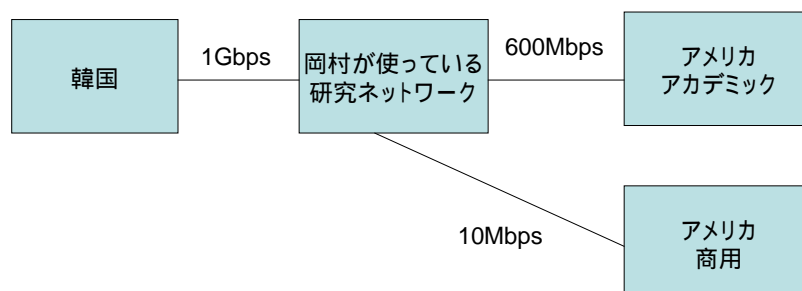 韓国
1Gbps
岡村が使っている
研究ネットワーク
600Mbps
アメリカ
アカデミック
10Mbps
アメリカ
商用